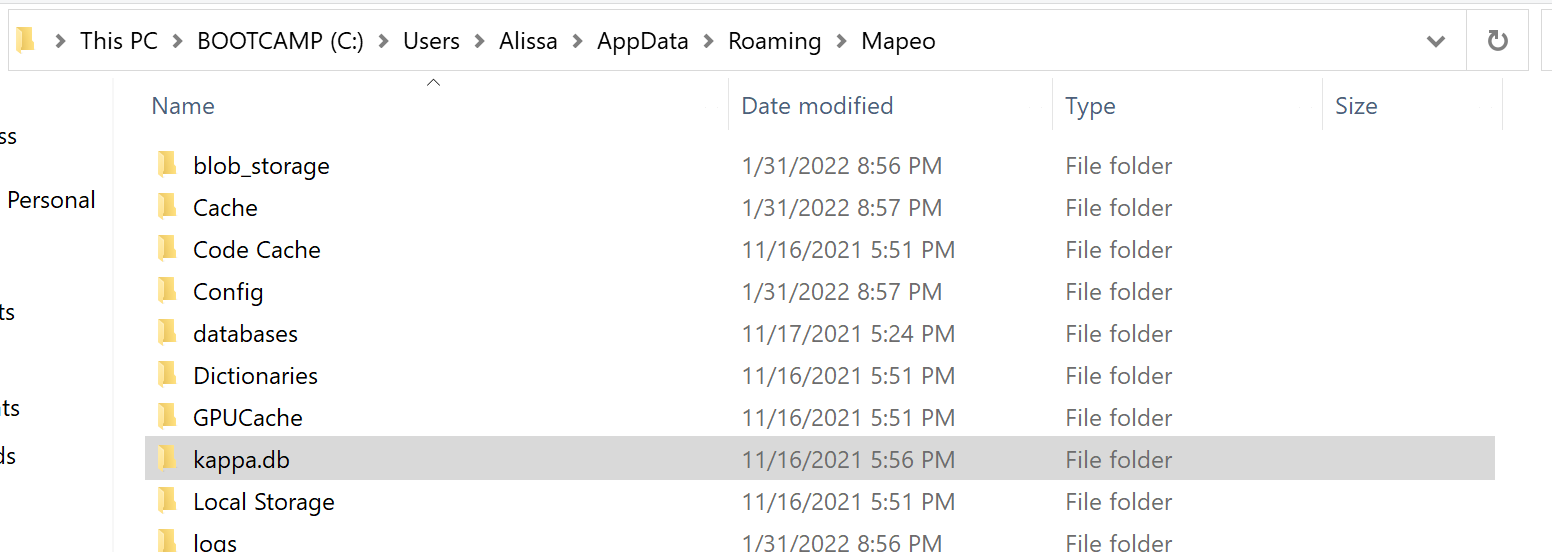 This PC > BOOTCAMP (C:) > Users > Alissa > AppData > Roaming > Mapeo
Name Date modified Type Size
ss
Personal
ts
ts
ds
blob_storage 1/31/2022 8:56 PM File folder
Cache 1/31/2022 8:57 PM File folder
Code Cache 11/16/2021 5:51 PM File folder
Config 1/31/2022 8:57 PM File folder
databases 11/17/2021 5:24 PM File folder
Dictionaries 11/16/2021 5:51 PM File folder
GPUCache 11/16/2021 5:51 PM File folder
kappa.db 11/16/2021 5:56 PM File folder
Local Storage 11/16/2021 5:51 PM File folder
logs 1/31/2022 8:56 PM File folder